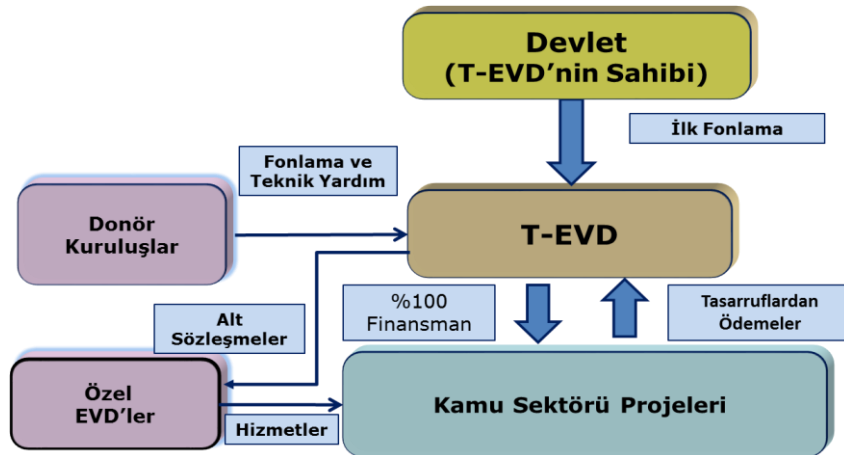 Devlet
(T-EVD’nin Sahibi)
İlk Fonlama
Fonlama ve
Teknik Yardım
Donör
Kuruluşlar
T-EVD
%100
Finansman
Tasarruflardan
Ödemeler
Alt
Sözleşmeler
Özel
EVD’ler
Hizmetler
Kamu Sektörü Projeleri